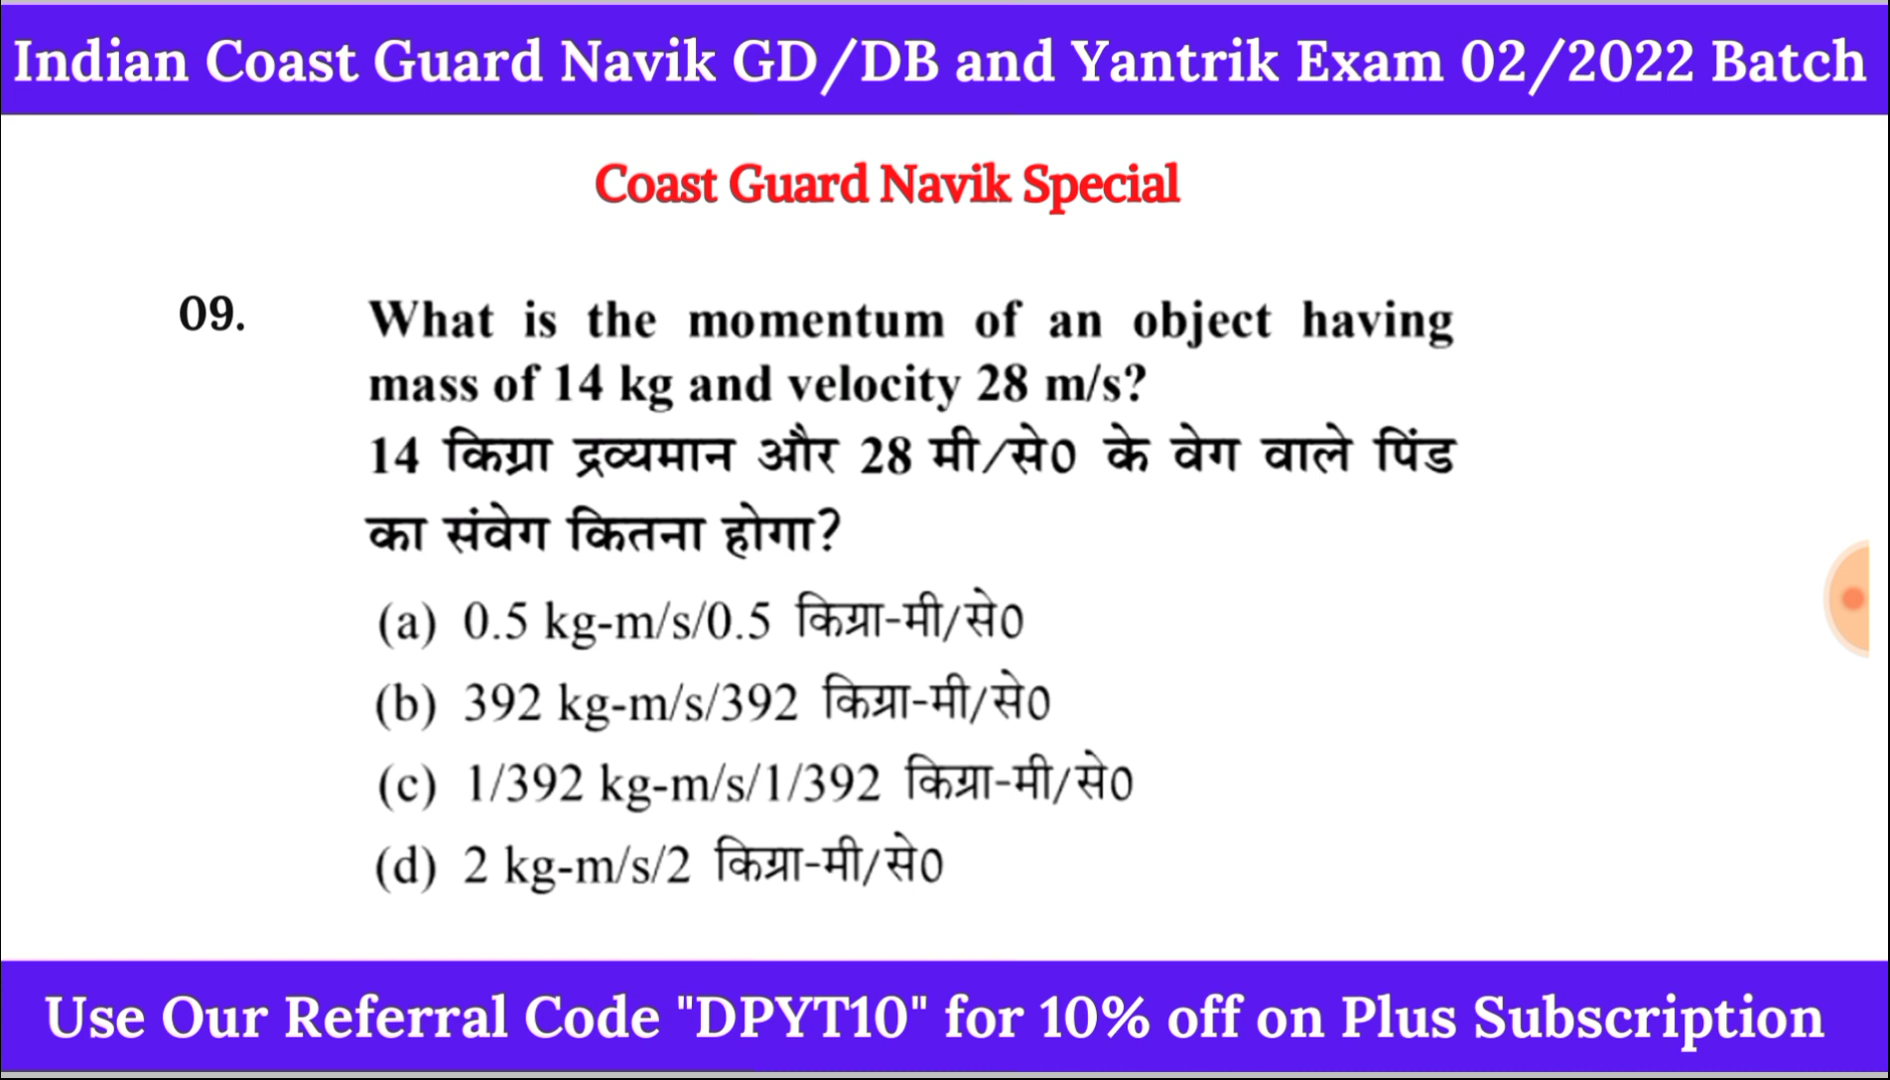 Indian Coast Guard Navik GD/DB and Yantrik Exam 02/2022 Batch
Coast Guard Navik Special
09. What is the momentum of an object having
mass of 14 kg and velocity 28 m/s?
14 किग्रा द्रव्यमान और 28 मी/से0 के वेग वाले पिंड
का संवेग कितना होगा?
(a) 0.5 kg-m/s/0.5 किग्रा-मी/से0
(b) 392 kg-m/s/392 किग्रा-मी/से0
(c) 1/392 kg-m/s/1/392 किग्रा-मी/से0
(d) 2 kg-m/s/2 किग्रा-मी/से0
Use Our Referral Code "DPYT10" for 10% off on Plus Subscription